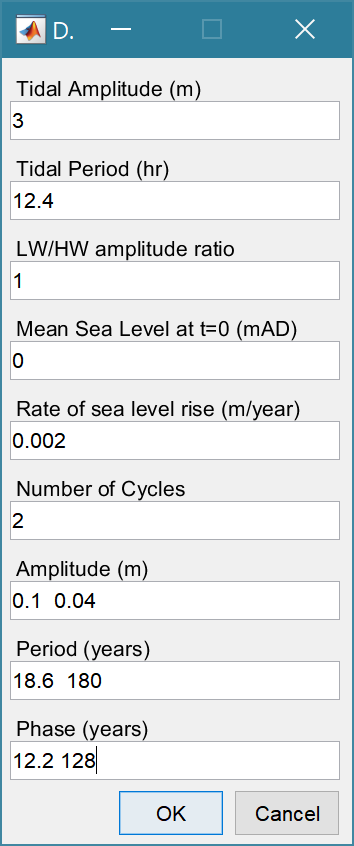 D.
Tidal Amplitude (m)
3
Tidal Period (hr)
12.4
LW/HW amplitude ratio
1
Mean Sea Level at t=0 (mAD)
0
Rate of sea level rise (m/year)
0.002
Number of Cycles
2
Amplitude (m)
0.1  0.04
Period (years)
18.6  180
Phase (years)
12.2 128
OK Cancel